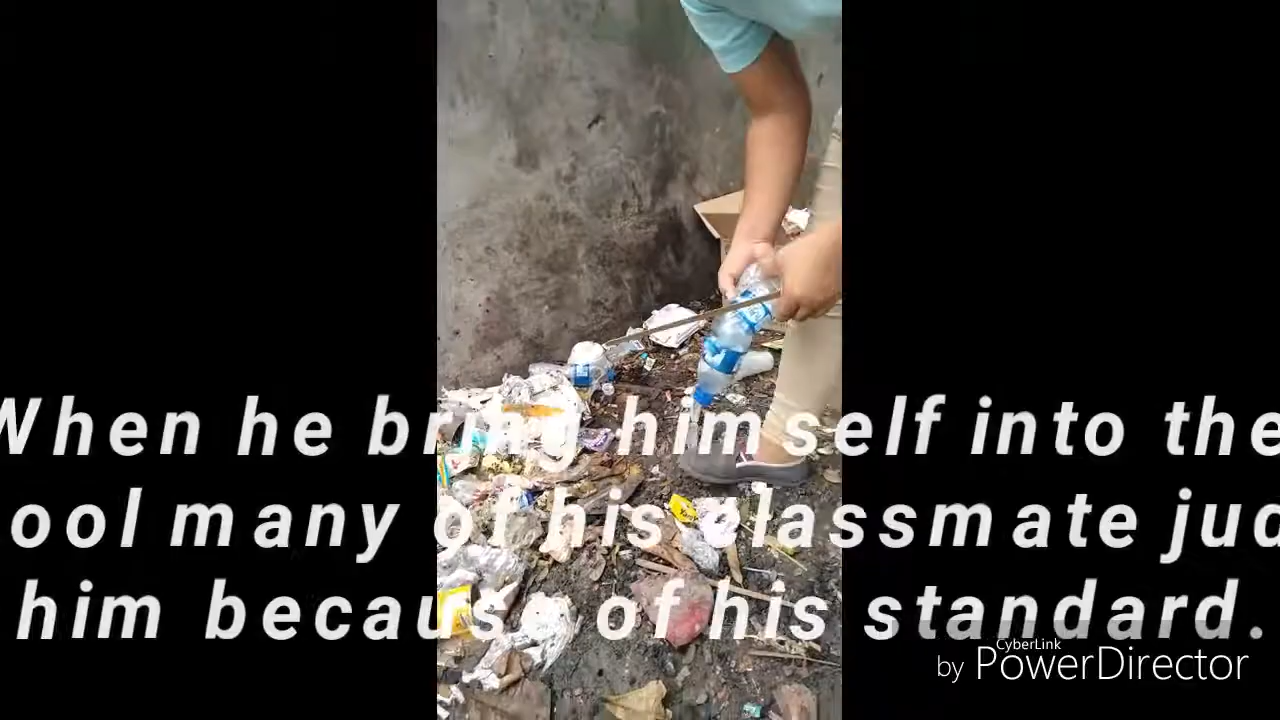 When he bring himself into the
ool many of his classmate jud
him because of his standard.
CyberLink
by PowerDirector